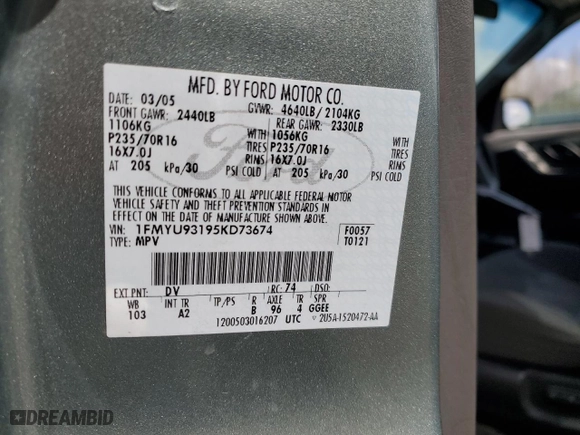 MFD. BY FORD MOTOR CO.
DATE: 03/05 GVWR: 4640LB / 2104KG
FRONT GAWR: 2440LB REAR GAWR: 2330LB
1106KG WITH 1056KG WITH
P235/70R16 TIRES P235/70R16 TIRES
16X7.0J RIMS 16X7.0J RIMS
AT 205 kPa/30 PSI COLD AT 205 kPa/30 PSI COLD
THIS VEHICLE CONFORMS TO ALL APPLICABLE FEDERAL MOTOR
VEHICLE SAFETY AND THEFT PREVENTION STANDARDS IN
EFFECT ON THE DATE OF MANUFACTURE SHOWN ABOVE.
VIN: 1FMYU93195KD73674 F0057
TYPE: MPV T0121
Ford
EXT PNT: DV RC: 74 DSO:
WB INT TR TP/PS R AXLE TR SPR
103 A2 B 96 4 GGEE
1200503016207 UTC 2U5A-1520472-AA
DREAMBID